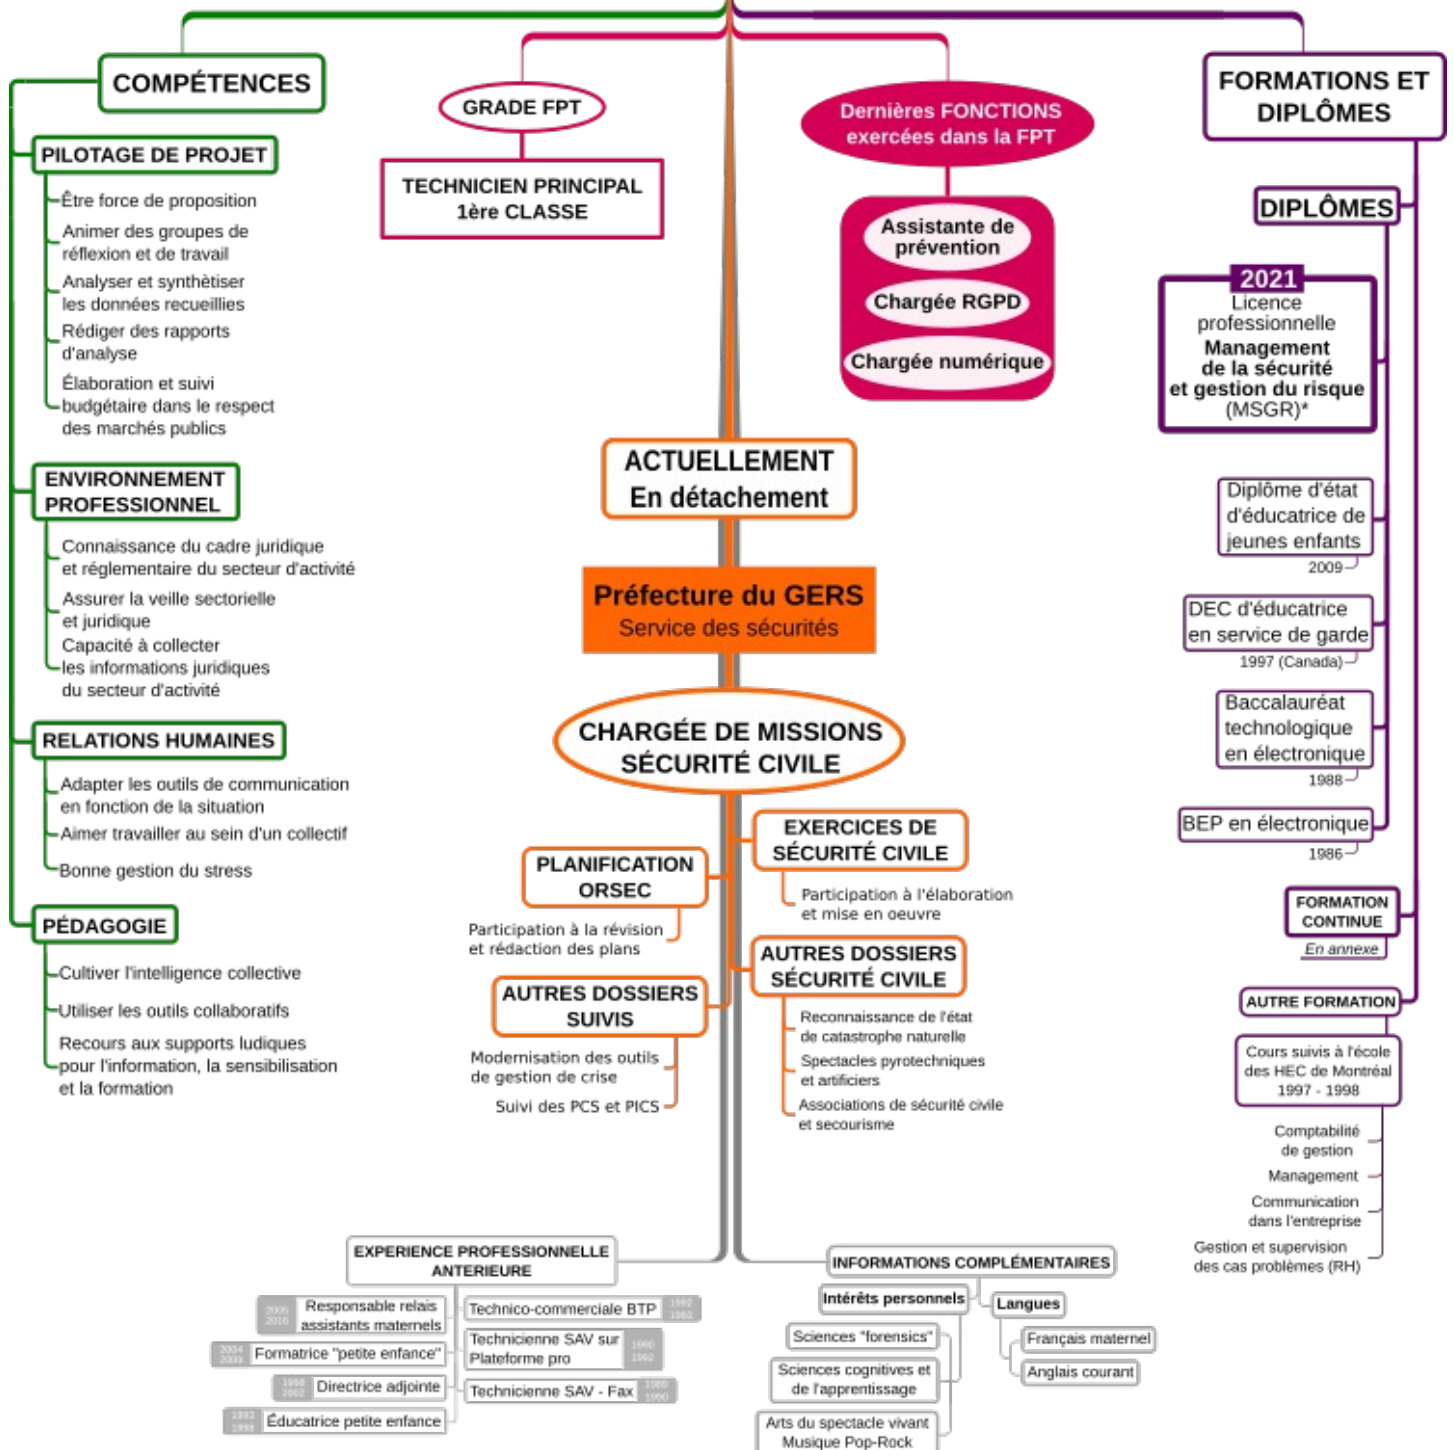 COMPÉTENCES
PILOTAGE DE PROJET
Être force de proposition
Animer des groupes de
réflexion et de travail
Analyser et synthètiser
les données recueillies
Rédiger des rapports
d'analyse
Élaboration et suivi
budgétaire dans le respect
des marchés publics
ENVIRONNEMENT
PROFESSIONNEL
Connaissance du cadre juridique
et réglementaire du secteur d'activité
Assurer la veille sectorielle
et juridique
Capacité à collecter
les informations juridiques
du secteur d'activité
RELATIONS HUMAINES
Adapter les outils de communication
en fonction de la situation
Aimer travailler au sein d'un collectif
Bonne gestion du stress
PÉDAGOGIE
Cultiver l'intelligence collective
Utiliser les outils collaboratifs
Recours aux supports ludiques
pour l'information, la sensibilisation
et la formation
GRADE FPT
TECHNICIEN PRINCIPAL
1ère CLASSE
Dernières FONCTIONS
exercées dans la FPT
Assistante de
prévention
Chargée RGPD
Chargée numérique
ACTUELLEMENT
En détachement
Préfecture du GERS
Service des sécurités
CHARGÉE DE MISSIONS
SÉCURITÉ CIVILE
PLANIFICATION
ORSEC
Participation à la révision
et rédaction des plans
AUTRES DOSSIERS
SUIVIS
Modernisation des outils
de gestion de crise
Suivi des PCS et PICS
EXERCICES DE
SÉCURITÉ CIVILE
Participation à l'élaboration
et mise en oeuvre
AUTRES DOSSIERS
SÉCURITÉ CIVILE
Reconnaissance de l'état
de catastrophe naturelle
Spectacles pyrotechniques
et artificiers
Associations de sécurité civile
et secourisme
FORMATIONS ET
DIPLÔMES
DIPLÔMES
2021
Licence
professionnelle
Management
de la sécurité
et gestion du risque
(MSGR)*
Diplôme d'état
d'éducatrice de
jeunes enfants
2009
DEC d'éducatrice
en service de garde
1997 (Canada)
Baccalauréat
technologique
en électronique
1988
BEP en électronique
1986
FORMATION
CONTINUE
En annexe
AUTRE FORMATION
Cours suivis à l'école
des HEC de Montréal
1997 - 1998
Comptabilité
de gestion
Management
Communication
dans l'entreprise
Gestion et supervision
des cas problèmes (RH)
EXPERIENCE PROFESSIONNELLE
ANTERIEURE
Responsable relais
assistants maternels
Formatrice "petite enfance"
Directrice adjointe
Éducatrice petite enfance
Technico-commerciale BTP
Technicienne SAV sur
Plateforme pro
Technicienne SAV - Fax
INFORMATIONS COMPLÉMENTAIRES
Intérêts personnels
Sciences "forensics"
Sciences cognitives et
de l'apprentissage
Arts du spectacle vivant
Musique Pop-Rock
Langues
Français maternel
Anglais courant